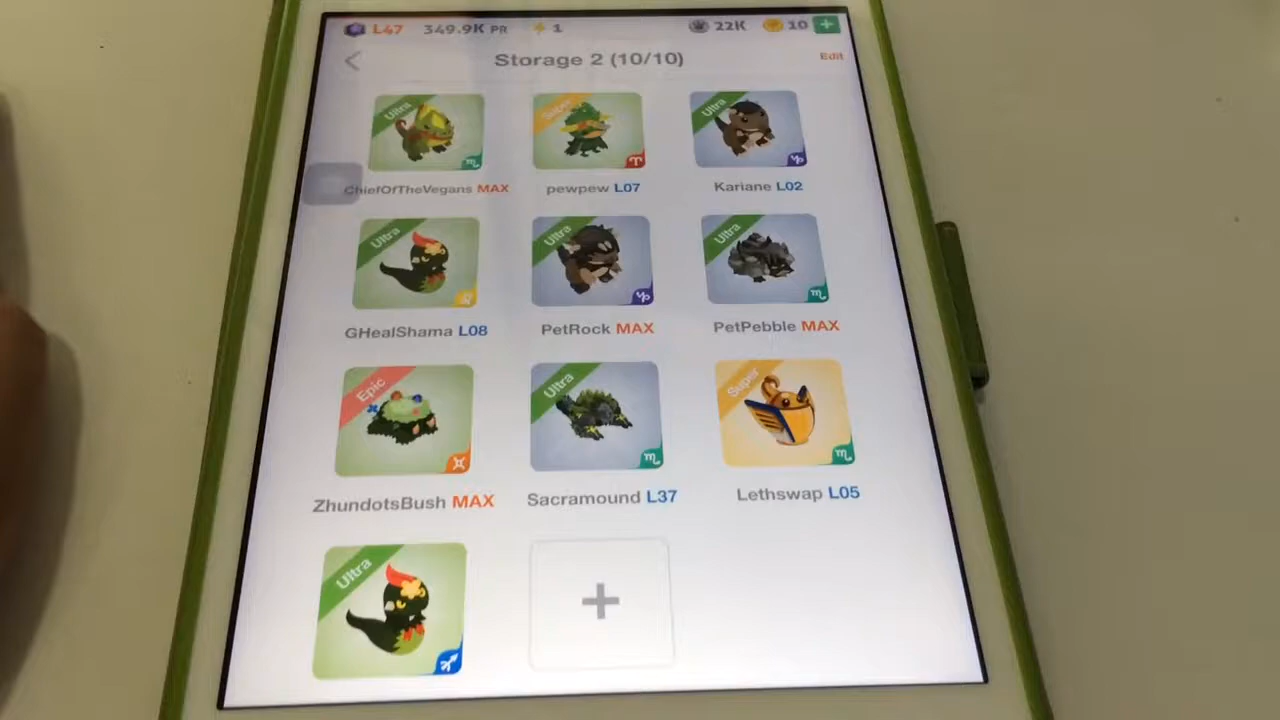 L47 349.9K PR 1 22K 10 +
Storage 2 (10/10) Edit
Ultra Super Ultra
ChiefOfTheVegans MAX pewpew L07 Kariane L02
Ultra Ultra Ultra
GHealShama L08 PetRock MAX PetPebble MAX
Epic Ultra Super
ZhundotsBush MAX Sacramound L37 Lethswap L05
Ultra +